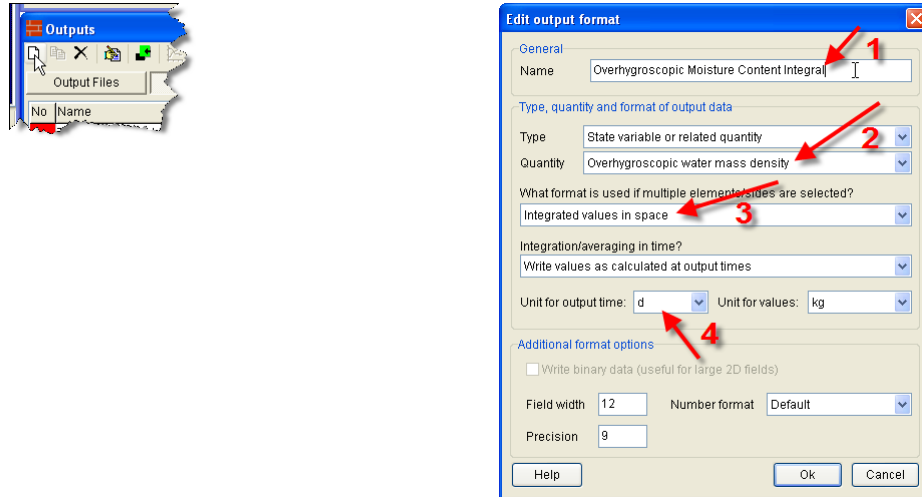 Outputs
Output Files
No Name
Edit output format
General
Name Overhygroscopic Moisture Content Integral
1
Type, quantity and format of output data
Type State variable or related quantity
2
Quantity Overhygroscopic water mass density
What format is used if multiple elements/sides are selected?
Integrated values in space
3
Integration/averaging in time?
Write values as calculated at output times
Unit for output time: d Unit for values: kg
4
Additional format options
Write binary data (useful for large 2D fields)
Field width 12 Number format Default
Precision 9
Help Ok Cancel